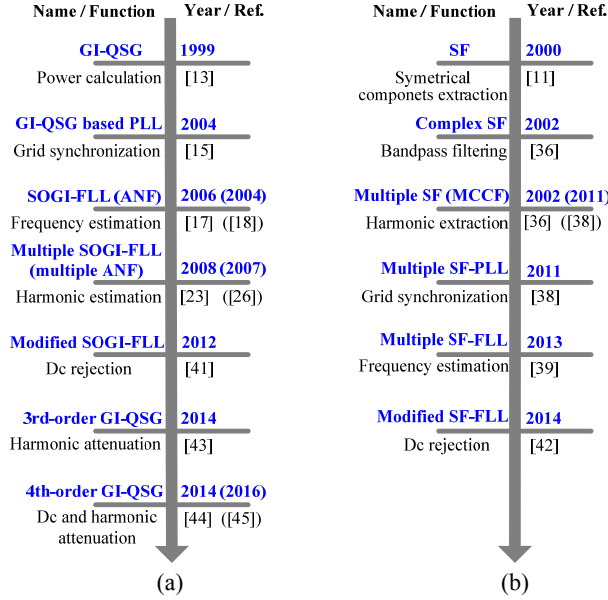 Name / Function Year / Ref.
GI-QSG 1999
Power calculation [13]
GI-QSG based PLL 2004
Grid synchronization [15]
SOGI-FLL (ANF) 2006 (2004)
Frequency estimation [17] ([18])
Multiple SOGI-FLL
(multiple ANF) 2008 (2007)
Harmonic estimation [23] ([26])
Modified SOGI-FLL 2012
Dc rejection [41]
3rd-order GI-QSG 2014
Harmonic attenuation [43]
4th-order GI-QSG 2014 (2016)
Dc and harmonic [44] ([45])
attenuation
(a)
Name / Function Year / Ref.
SF 2000
Symetrical [11]
componets extraction
Complex SF 2002
Bandpass filtering [36]
Multiple SF (MCCF) 2002 (2011)
Harmonic extraction [36] ([38])
Multiple SF-PLL 2011
Grid synchronization [38]
Multiple SF-FLL 2013
Frequency estimation [39]
Modified SF-FLL 2014
Dc rejection [42]
(b)